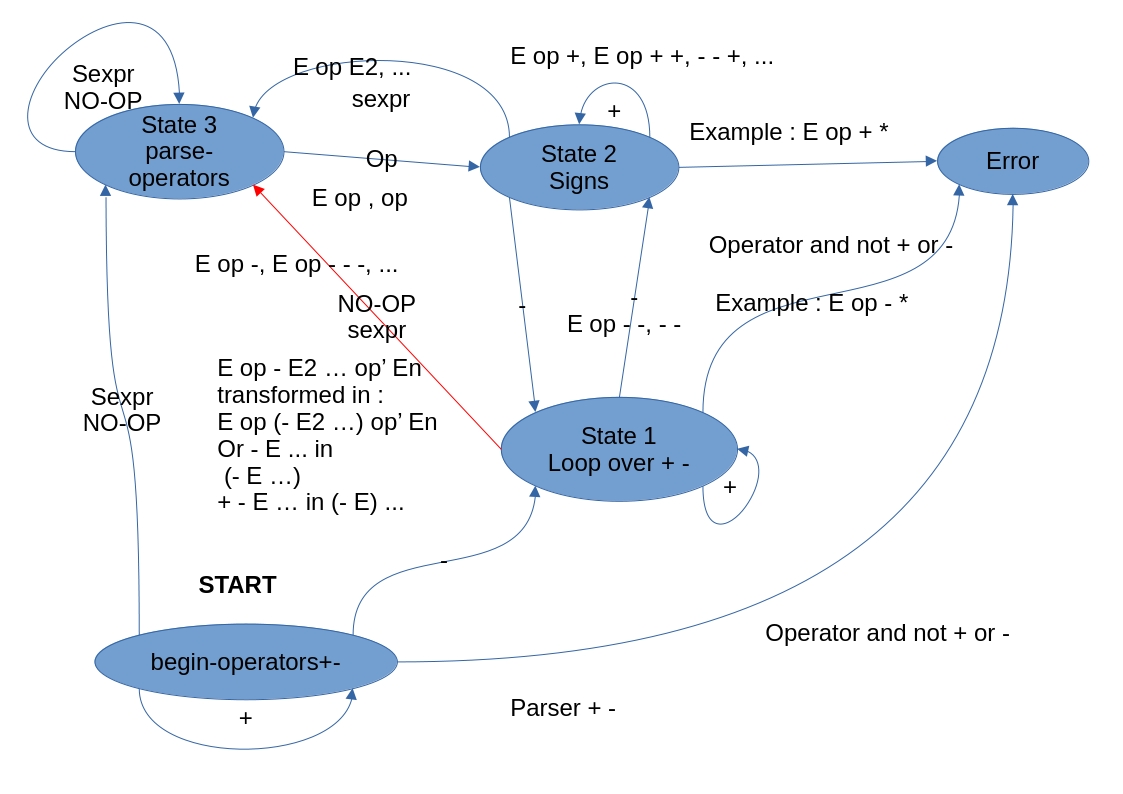 E op +, E op + +, - - +, ...
E op E2, ...
sexpr
Sexpr
NO-OP
+
State 3
parse-
operators
Op
State 2
Signs
Example : E op + *
Error
E op , op
Operator and not + or -
E op -, E op - - -, ...
NO-OP
sexpr
-
-
E op - -, - -
Example : E op - *
E op - E2 … op’ En
transformed in :
E op (- E2 …) op’ En
Or - E ... in
(- E …)
+ - E … in (- E) ...
Sexpr
NO-OP
State 1
Loop over + -
+
-
START
begin-operators+-
Operator and not + or -
+
Parser + -